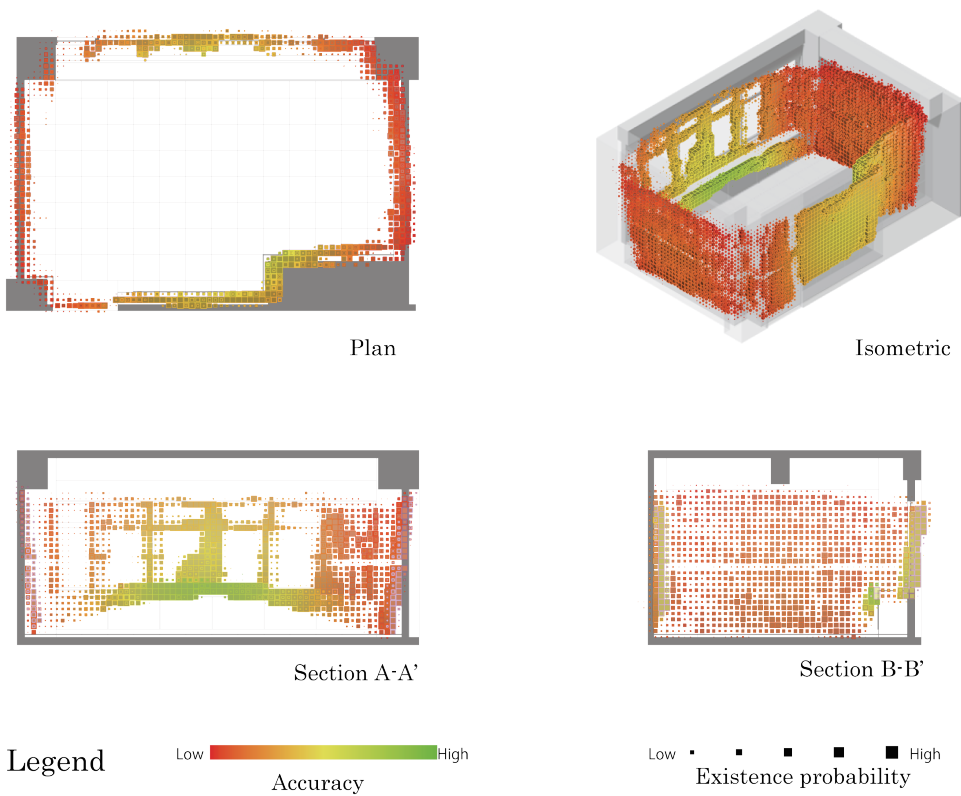 Plan
Isometric
Section A-A’
Section B-B’
Legend
Low
High
Accuracy
Low
High
Existence probability